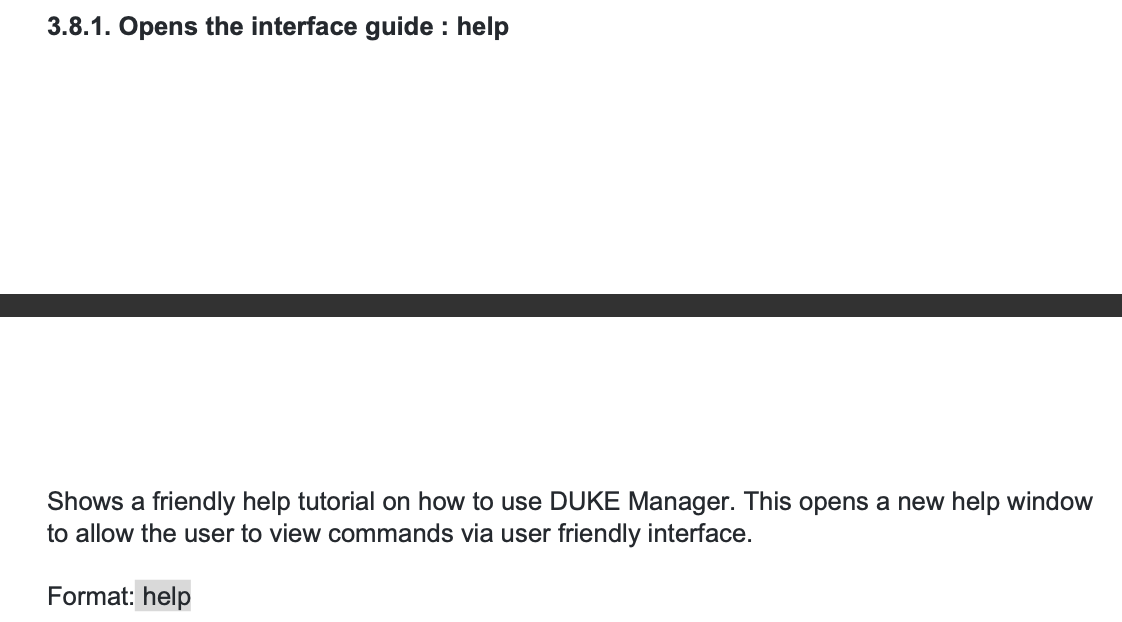 3.8.1. Opens the interface guide : help
Shows a friendly help tutorial on how to use DUKE Manager. This opens a new help window
to allow the user to view commands via user friendly interface.
Format: help